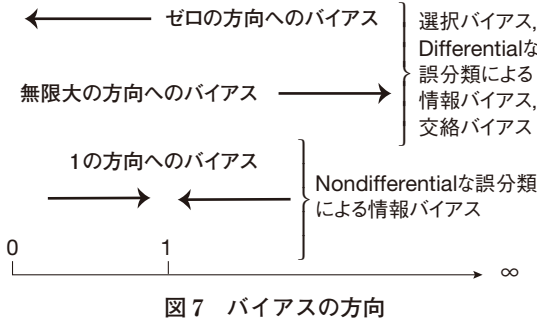 ゼロの方向へのバイアス
無限大の方向へのバイアス
選択バイアス,
Differentialな
誤分類による
情報バイアス,
交絡バイアス
1の方向へのバイアス
Nondifferentialな誤分類
による情報バイアス
0
1
∞
図7 バイアスの方向